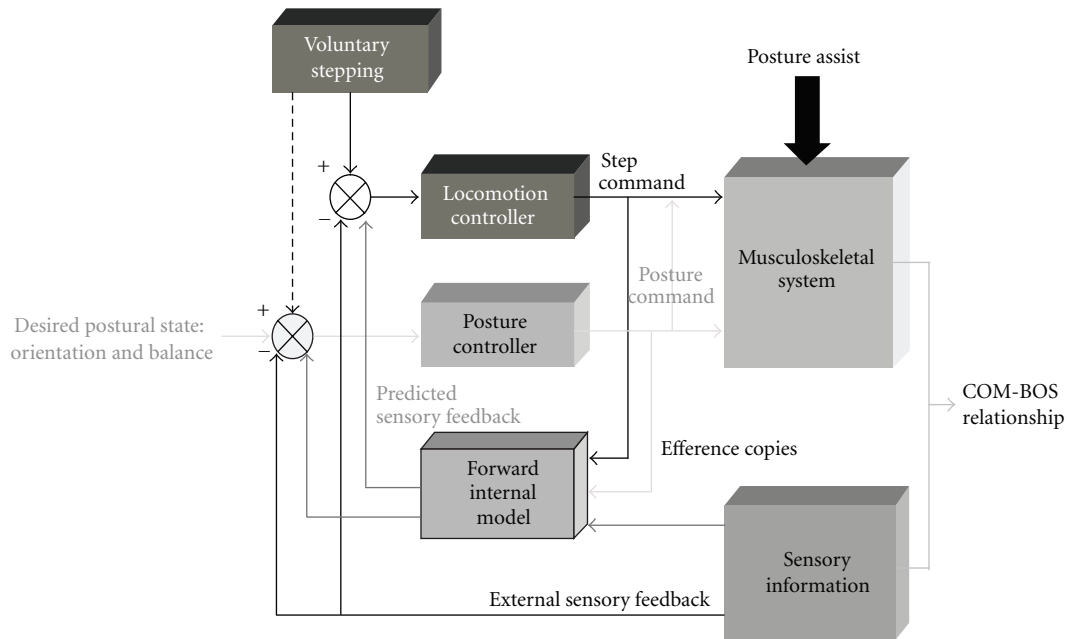 Voluntary
stepping
Posture assist
+
Step
command
Locomotion
controller
−
Musculoskeletal
system
Posture
command
+
Desired postural state:
orientation and balance
−
Posture
controller
Predicted
sensory feedback
COM-BOS
relationship
Efference copies
Forward
internal
model
Sensory
information
External sensory feedback